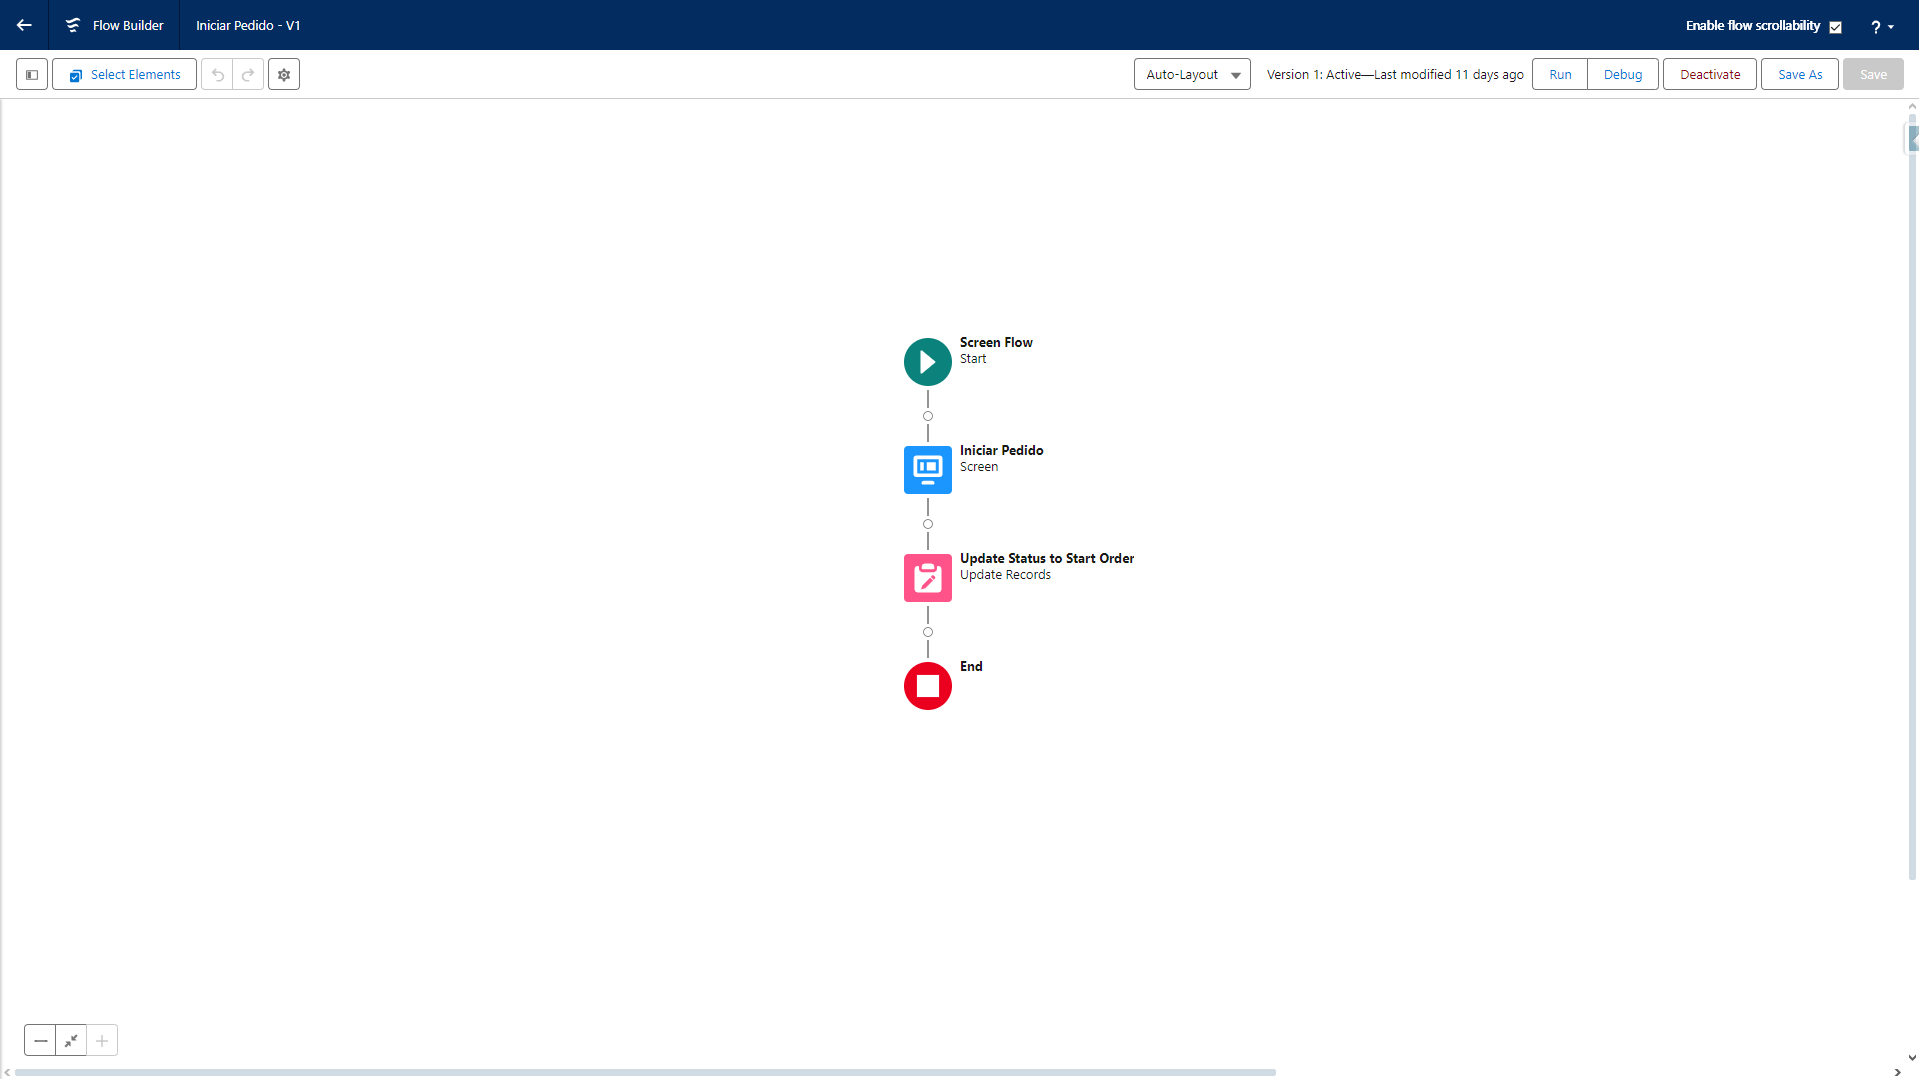 Flow Builder
Iniciar Pedido - V1
Enable flow scrollability
?
Select Elements
Auto-Layout
Version 1: Active—Last modified 11 days ago
Run
Debug
Deactivate
Save As
Save
Screen Flow
Start
Iniciar Pedido
Screen
Update Status to Start Order
Update Records
End